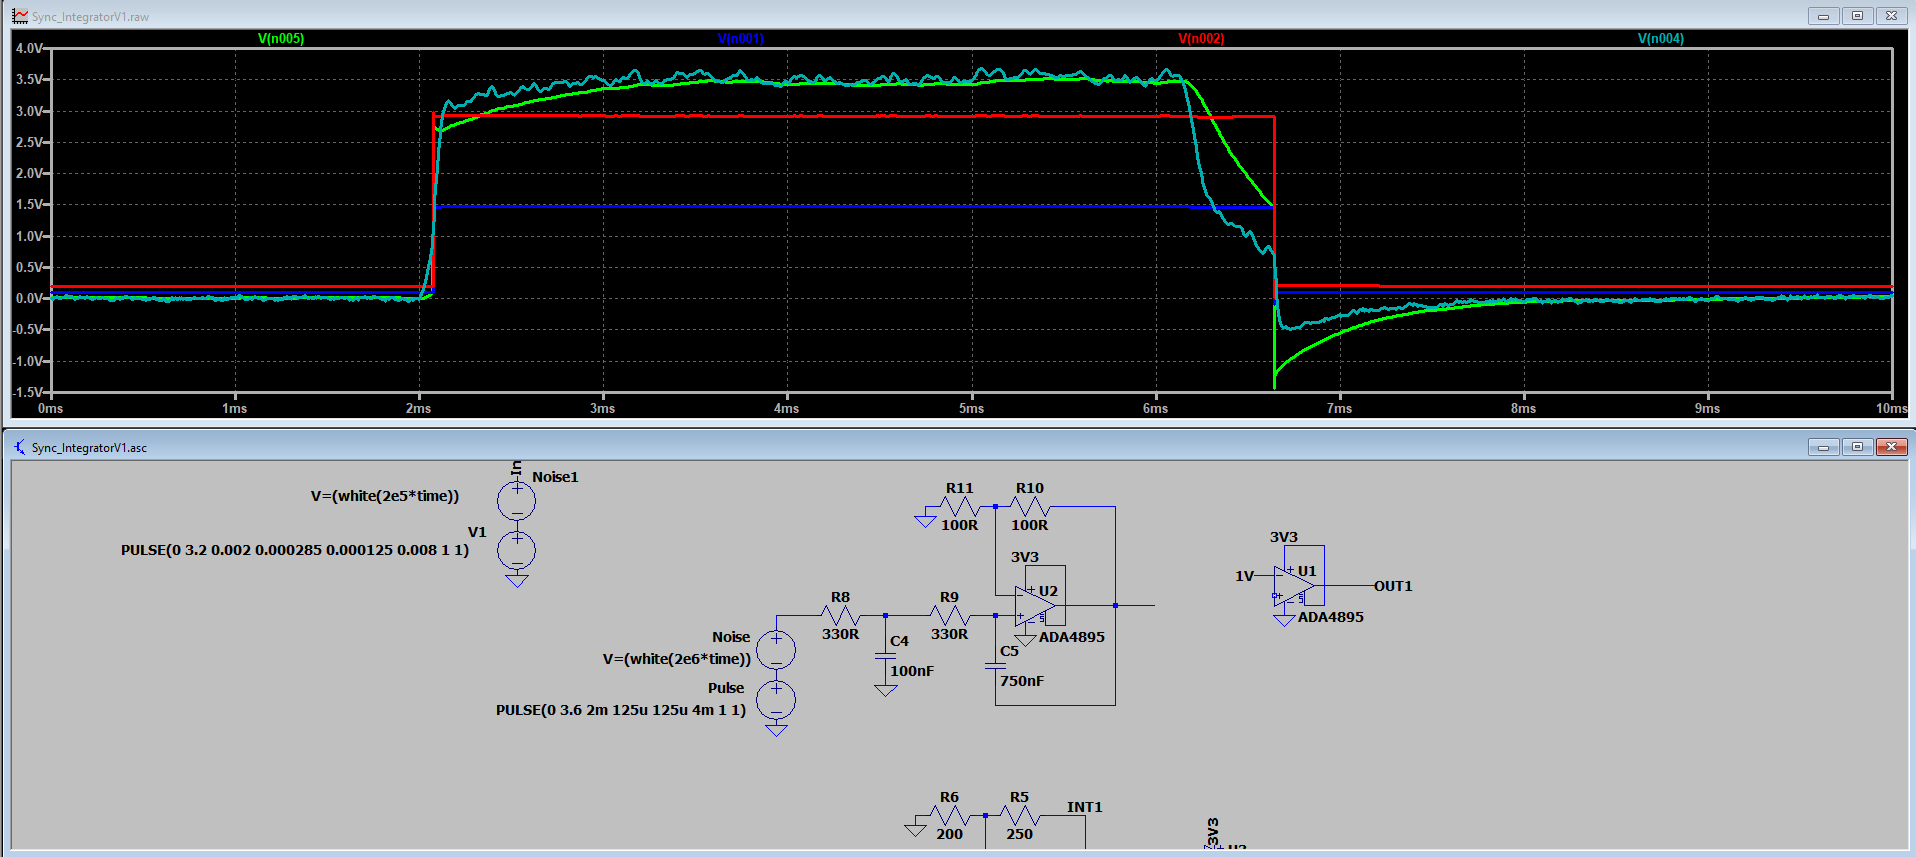 Sync_IntegratorV1.raw
V(n005) V(n001) V(n002) V(n004)
4.0V
3.5V
3.0V
2.5V
2.0V
1.5V
1.0V
0.5V
0.0V
-0.5V
-1.0V
-1.5V
0ms 1ms 2ms 3ms 4ms 5ms 6ms 7ms 8ms 9ms 10ms
Sync_IntegratorV1.asc
In
Noise1
V=(white(2e5*time))
V1
PULSE(0 3.2 0.002 0.000285 0.000125 0.008 1 1)
R11 R10
100R 100R
3V3
U2
ADA4895
R8 R9
330R 330R
C4
100nF
C5
750nF
Noise
V=(white(2e6*time))
Pulse
PULSE(0 3.6 2m 125u 125u 4m 1 1)
3V3
1V
U1
OUT1
ADA4895
R6 R5
INT1
200 250
3V3